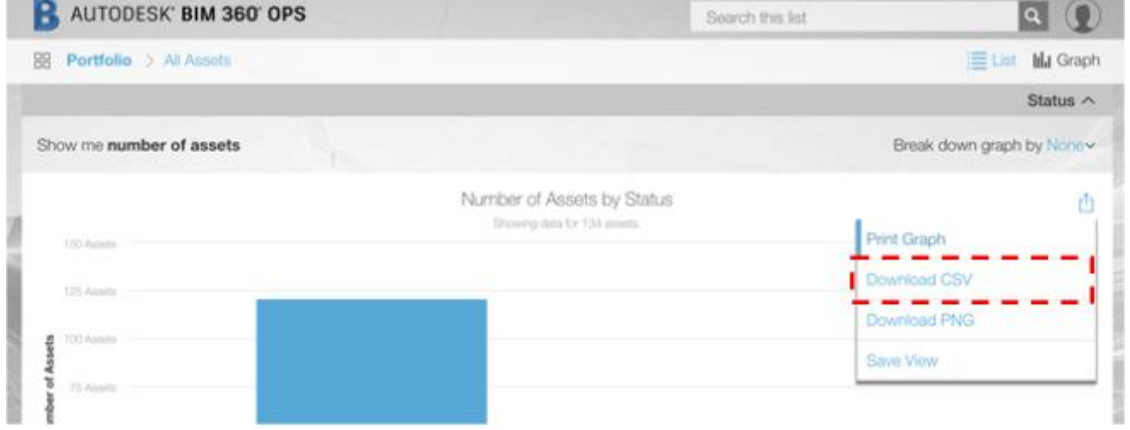 AUTODESK® BIM 360® OPS
Search this list
Portfolio > All Assets
List Graph
Status
Show me number of assets
Break down graph by None
Number of Assets by Status
Showing data for 134 assets.
150 Assets
Print Graph
Download CSV
125 Assets
Download PNG
100 Assets
Save View
75 Assets
mber of Assets